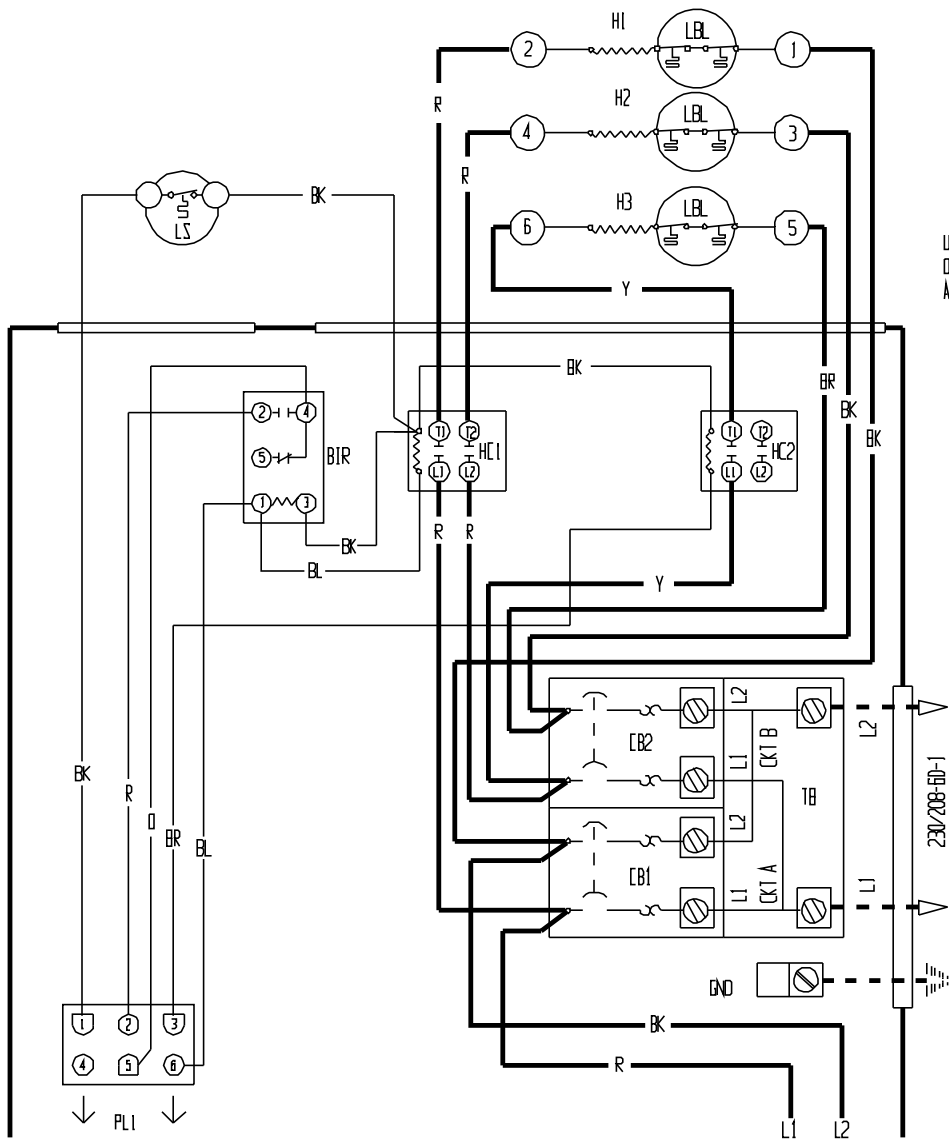 H1
LBL
2
1
R
H2
LBL
4
3
R
BK
H3
LBL
LS
6
5
U
O
A
Y
BK
BR
BK
BK
2
4
T1
T2
HC1
T1
T2
HC2
5
BIR
L1
L2
L1
L2
1
3
R
R
BK
BL
Y
L2
L2
CB2
CKT B
L1
BK
R
O
BR
BL
TB
L2
230/208-60-1
CB1
CKT A
L1
L1
GND
1
2
3
BK
4
5
6
R
PL1
L1
L2